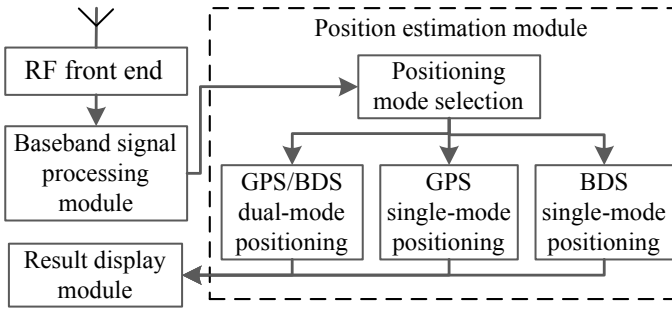 Position estimation module
RF front end
Positioning
mode selection
Baseband signal
processing
module
GPS/BDS
dual-mode
positioning
GPS
single-mode
positioning
BDS
single-mode
positioning
Result display
module